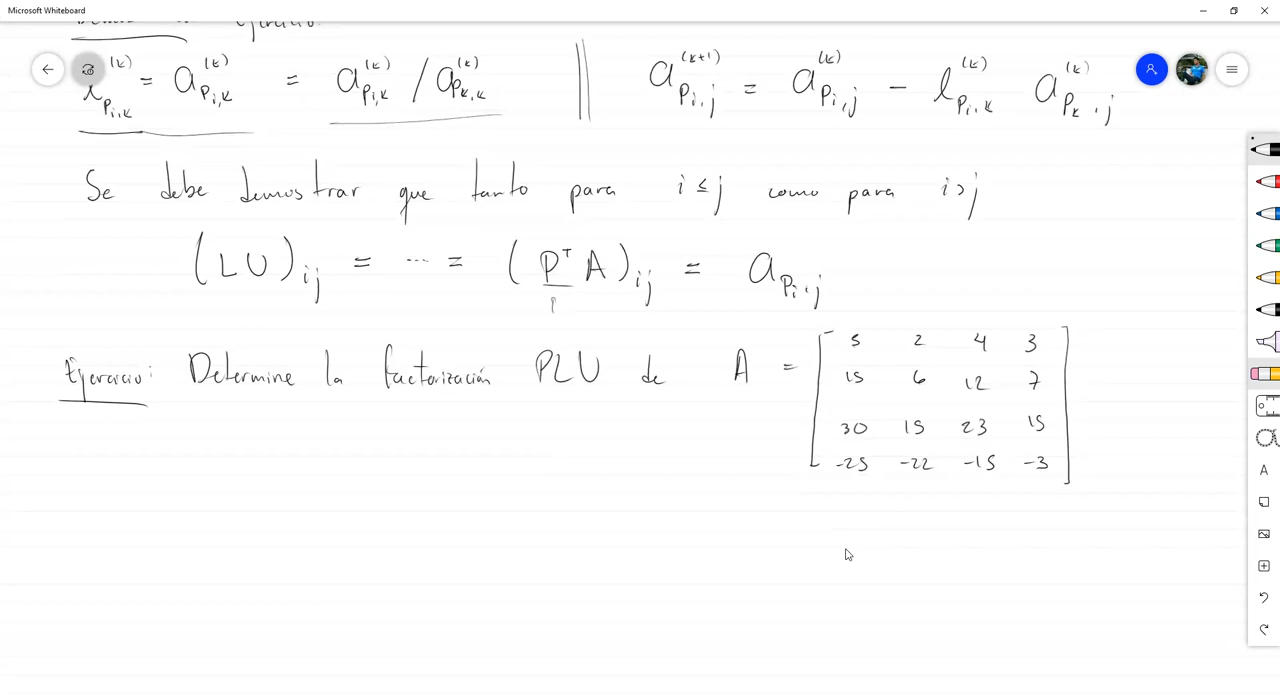 Microsoft Whiteboard
ejercicio.
l_{p_i,k}^{(k)} = a_{p_i,k}^{(k)} = a_{p_i,k}^{(k)} / a_{p_k,k}^{(k)} || a_{p_i,j}^{(k+1)} = a_{p_i,j}^{(k)} - l_{p_i,k}^{(k)} a_{p_k,j}^{(k)}
Se debe demostrar que tanto para i ≤ j como para i > j
(LU)_{ij} = ... = (P^T A)_{ij} = a_{p_i,j}
Ejercicio: Determine la factorización PLU de A =
5 2 4 3
15 6 12 7
30 15 23 15
-25 -22 -15 -3